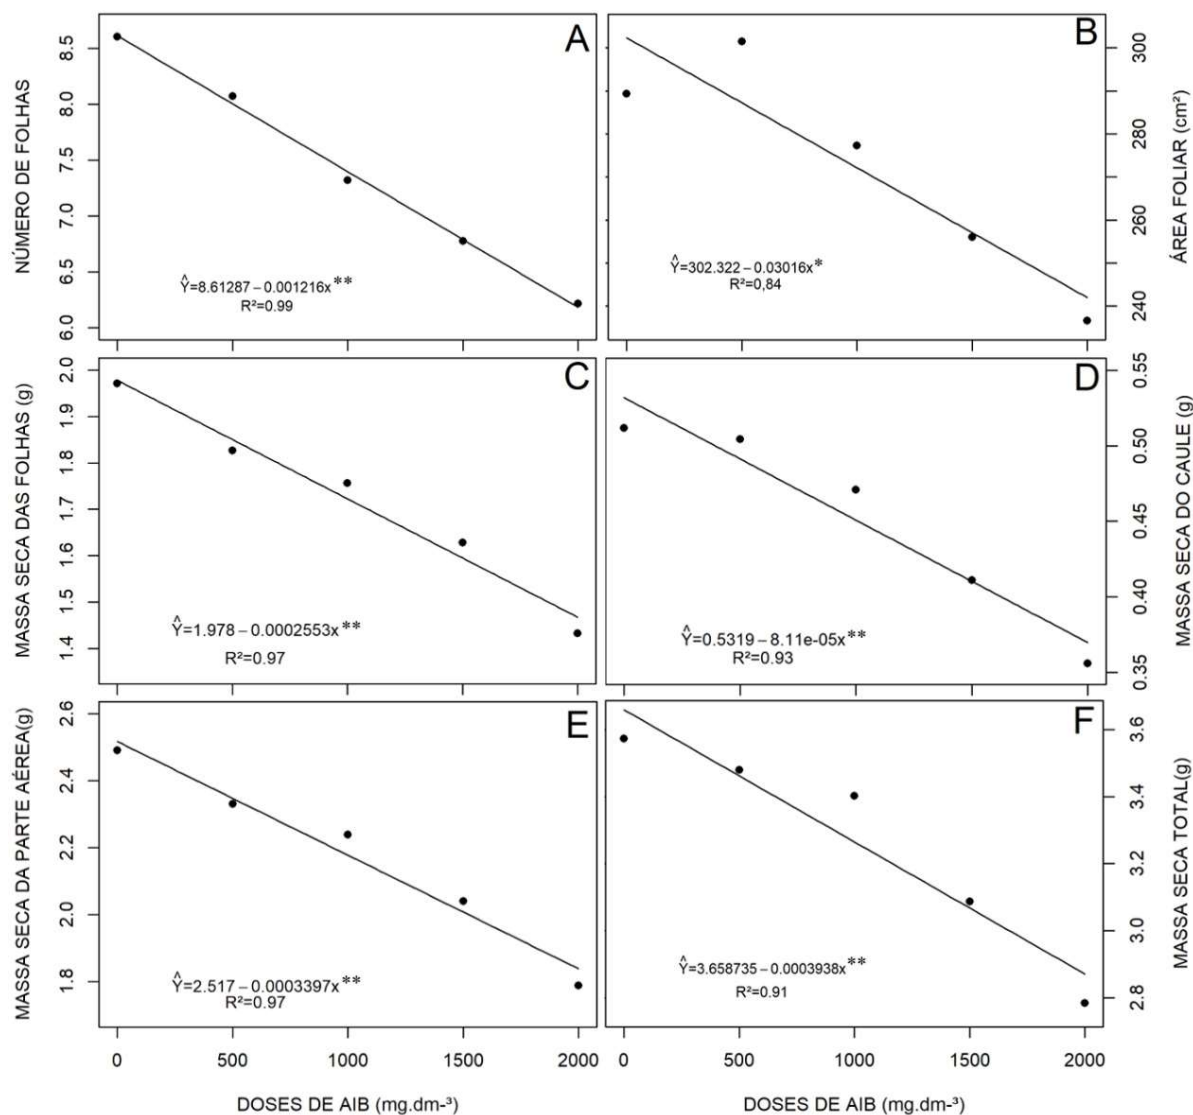 A
NÚMERO DE FOLHAS
8.5
8.0
7.5
7.0
6.5
6.0
Ŷ=8.61287 – 0.001216x**
R²=0.99
B
ÁREA FOLIAR (cm²)
300
280
260
240
Ŷ=302.322 – 0.03016x*
R²=0,84
C
MASSA SECA DAS FOLHAS (g)
2.0
1.9
1.8
1.7
1.6
1.5
1.4
Ŷ=1.978 – 0.0002553x**
R²=0.97
D
MASSA SECA DO CAULE (g)
0.55
0.50
0.45
0.40
0.35
Ŷ=0.5319 – 8.11e-05x**
R²=0.93
E
MASSA SECA DA PARTE AÉREA(g)
2.6
2.4
2.2
2.0
1.8
Ŷ=2.517 – 0.0003397x**
R²=0.97
0 500 1000 1500 2000
DOSES DE AIB (mg.dm-³)
F
MASSA SECA TOTAL(g)
3.6
3.4
3.2
3.0
2.8
Ŷ=3.658735 – 0.0003938x**
R²=0.91
0 500 1000 1500 2000
DOSES DE AIB (mg.dm-³)